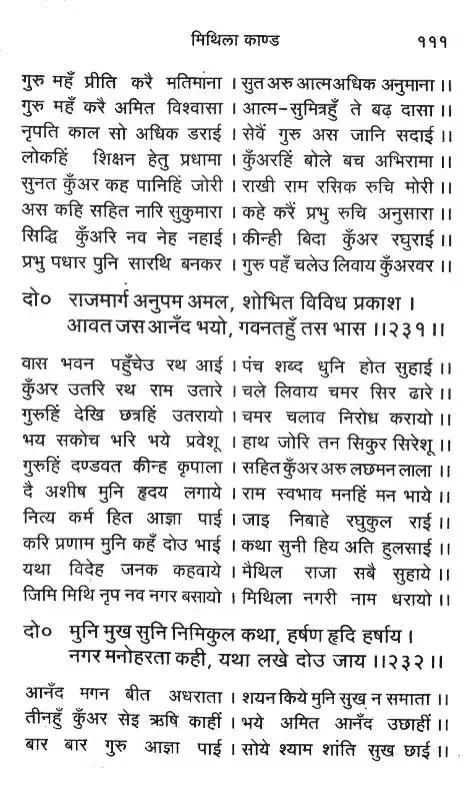 मिथिला काण्ड १११
गुरु महँ प्रीति करै मतिमाना । सुत अरु आत्मअधिक अनुमाना ।।
गुरु महँ करै अमित विश्वासा । आत्म-सुमित्रहुँ ते बढ़ दासा ।।
नृपति काल सो अधिक डराई । सेवैं गुरु अस जानि सदाई ।।
लोकहिं शिक्षन हेतु प्रधामा । कुँअरहिं बोले बच अभिरामा ।।
सुनत कुँअर कह पानिहिं जोरी । राखी राम रसिक रुचि मोरी ।।
अस कहि सहित नारि सुकुमारा । कहे करैं प्रभु रुचि अनुसारा ।।
सिद्धि कुँअरि नव नेह नहाई । कीन्ही बिदा कुँअर रघुराई ।।
प्रभु पधार पुनि सारथि बनकर । गुरु पहँ चलेउ लिवाय कुँअरवर ।।
दो० राजमार्ग अनुपम अमल, शोभित विविध प्रकाश ।
आवत जस आनँद भयो, गवनतहुँ तस भास ।।२३१।।
वास भवन पहुँचेउ रथ आई । पंच शब्द धुनि होत सुहाई ।।
कुँअर उतरि रथ राम उतारे । चले लिवाय चमर सिर ढारे ।।
गुरुहिं देखि छत्रहिं उतरायो । चमर चलाव निरोध करायो ।।
भय सकोच भरि भये प्रवेशू । हाथ जोरि तन सिकुर सिरेशू ।।
गुरुहिं दण्डवत कीन्ह कृपाला । सहित कुँअर अरु लछमन लाला ।।
दै अशीष मुनि हृदय लगाये । राम स्वभाव मनहिं मन भाये ।।
नित्य कर्म हित आज्ञा पाई । जाइ निबाहे रघुकुल राई ।।
करि प्रणाम मुनि कहँ दोउ भाई । कथा सुनी हिय अति हुलसाई ।।
यथा विदेह जनक कहवाये । मैथिल राजा सबै सुहाये ।।
जिमि मिथि नृप नव नगर बसायो । मिथिला नगरी नाम धरायो ।।
दो० मुनि मुख सुनि निमिकुल कथा, हर्षण हृदि हर्षाय ।
नगर मनोहरता कही, यथा लखे दोउ जाय ।।२३२।।
आनँद मगन बीत अधराता । शयन किये मुनि सुख न समाता ।।
तीनहुँ कुँअर सेइ ऋषि काहीं । भये अमित आनँद उछाहीं ।।
बार बार गुरु आज्ञा पाई । सोये श्याम शांति सुख छाई ।।